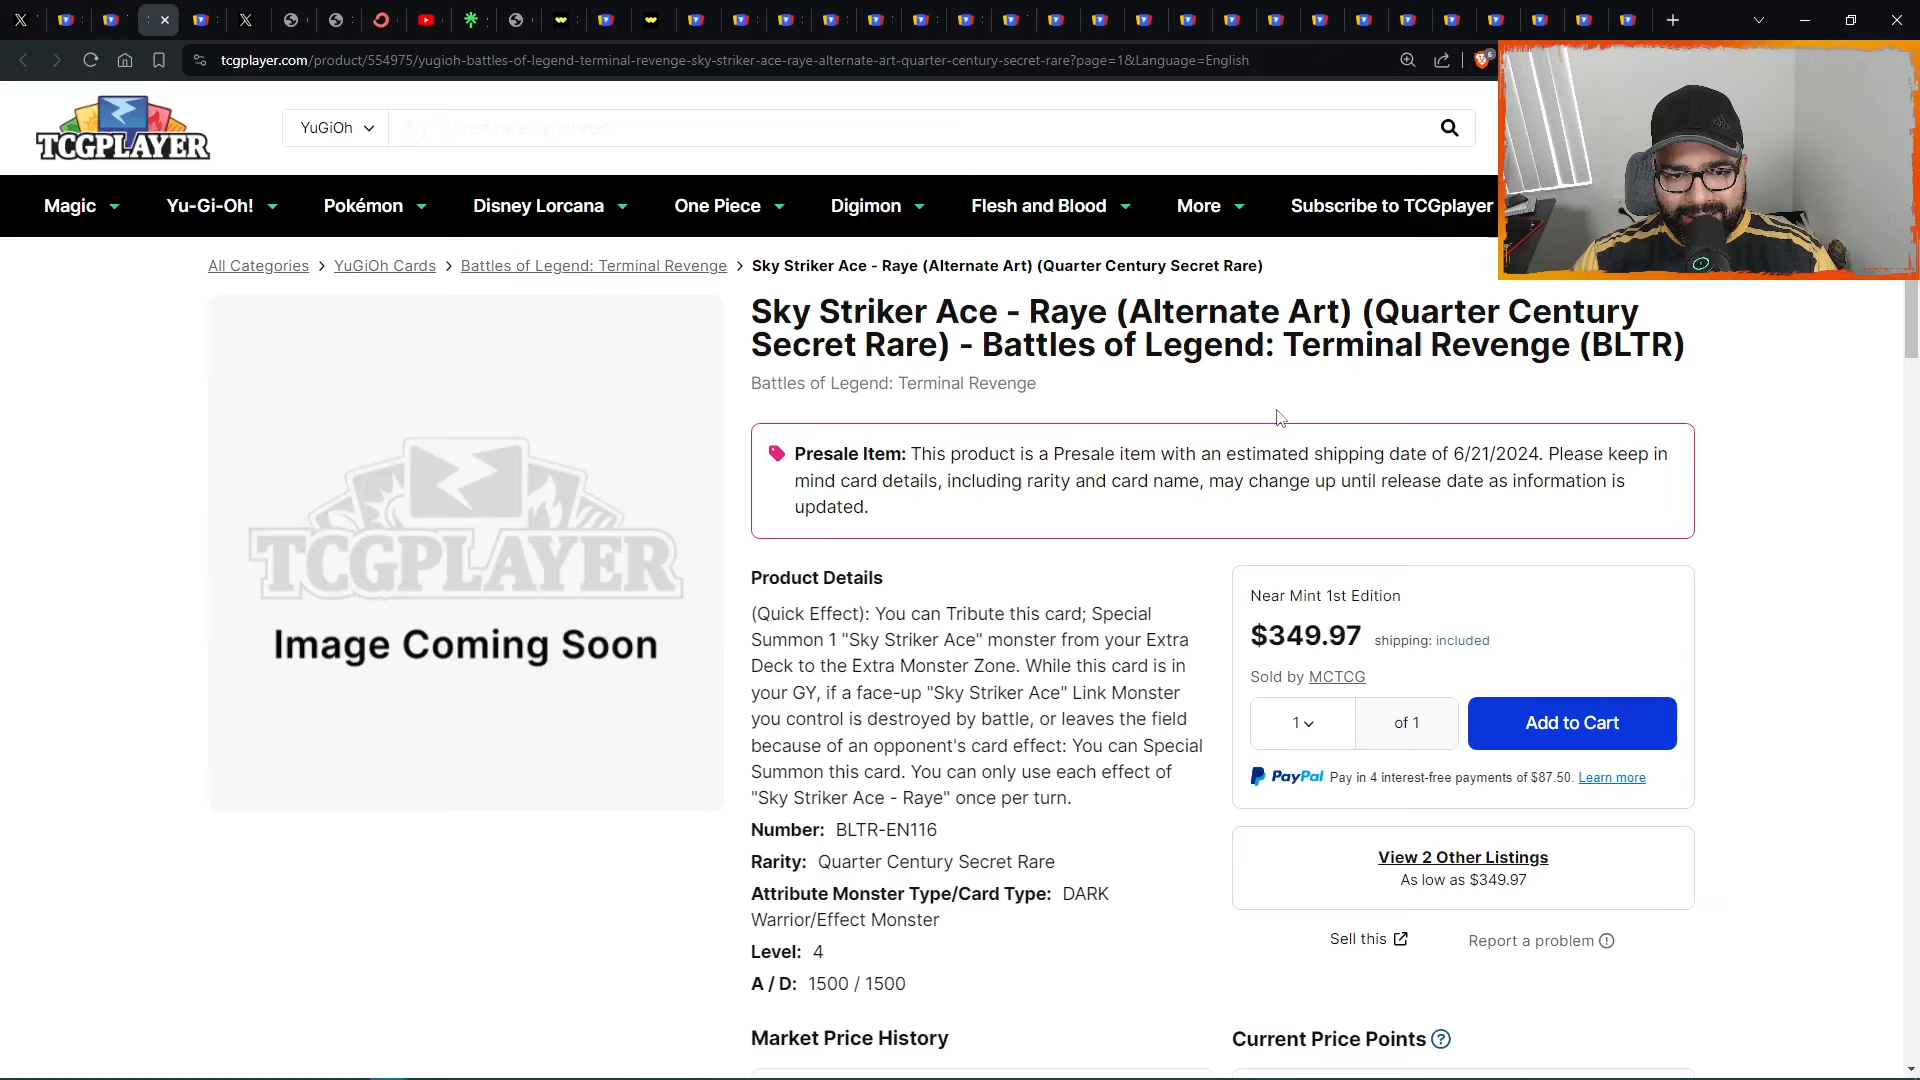 tcgplayer.com/product/554975/yugioh-battles-of-legend-terminal-revenge-sky-striker-ace-raye-alternate-art-quarter-century-secret-rare?page=1&Language=English
TCGPLAYER
YuGiOh
Magic
Yu-Gi-Oh!
Pokémon
Disney Lorcana
One Piece
Digimon
Flesh and Blood
More
Subscribe to TCGplayer
All Categories > YuGiOh Cards > Battles of Legend: Terminal Revenge > Sky Striker Ace - Raye (Alternate Art) (Quarter Century Secret Rare)
TCGPLAYER
Image Coming Soon
Sky Striker Ace - Raye (Alternate Art) (Quarter Century
Secret Rare) - Battles of Legend: Terminal Revenge (BLTR)
Battles of Legend: Terminal Revenge
Presale Item: This product is a Presale item with an estimated shipping date of 6/21/2024. Please keep in
mind card details, including rarity and card name, may change up until release date as information is
updated.
Product Details
(Quick Effect): You can Tribute this card; Special
Summon 1 "Sky Striker Ace" monster from your Extra
Deck to the Extra Monster Zone. While this card is in
your GY, if a face-up "Sky Striker Ace" Link Monster
you control is destroyed by battle, or leaves the field
because of an opponent's card effect: You can Special
Summon this card. You can only use each effect of
"Sky Striker Ace - Raye" once per turn.
Number: BLTR-EN116
Rarity: Quarter Century Secret Rare
Attribute Monster Type/Card Type: DARK
Warrior/Effect Monster
Level: 4
A / D: 1500 / 1500
Market Price History
Near Mint 1st Edition
$349.97 shipping: included
Sold by MCTCG
1
of 1
Add to Cart
PayPal Pay in 4 interest-free payments of $87.50. Learn more
View 2 Other Listings
As low as $349.97
Sell this
Report a problem
Current Price Points